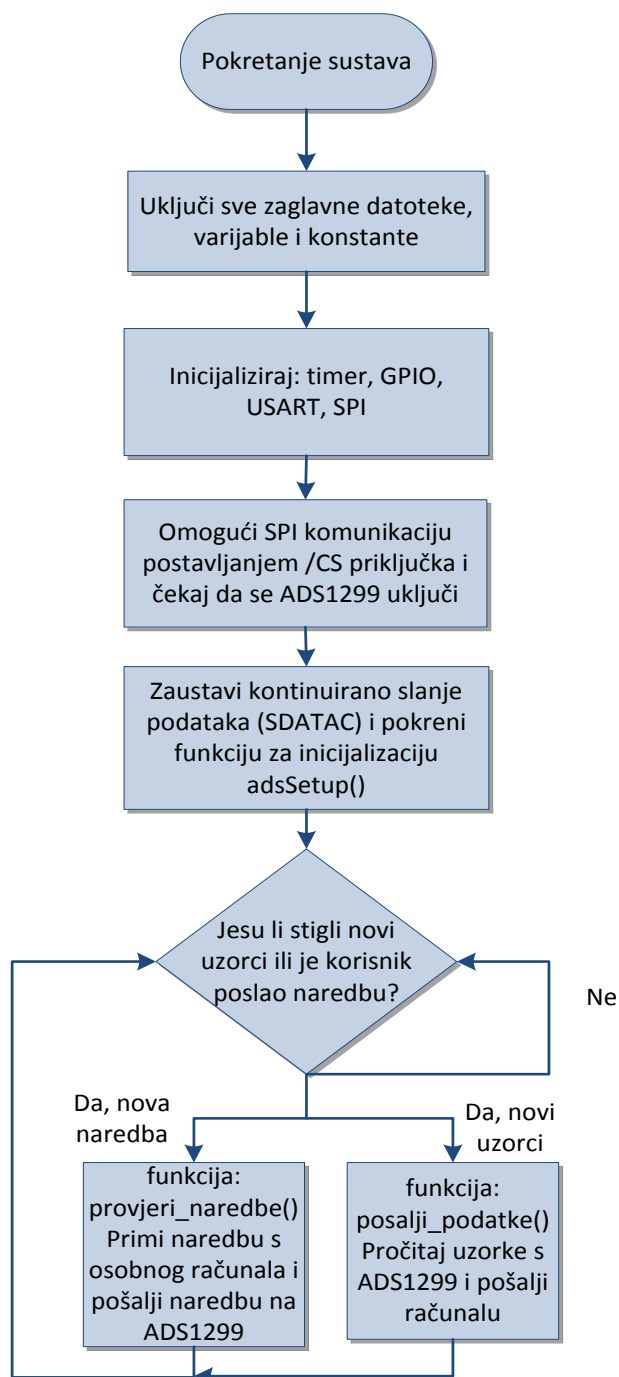 Pokretanje sustava
Uključi sve zaglavne datoteke,
varijable i konstante
Inicijaliziraj: timer, GPIO,
USART, SPI
Omogući SPI komunikaciju
postavljanjem /CS priključka i
čekaj da se ADS1299 uključi
Zaustavi kontinuirano slanje
podataka (SDATAC) i pokreni
funkciju za inicijalizaciju
adsSetup()
Jesu li stigli novi
uzorci ili je korisnik
poslao naredbu?
Ne
Da, nova
naredba
Da, novi
uzorci
funkcija:
provjeri_naredbe()
Primi naredbu s
osobnog računala i
pošalji naredbu na
ADS1299
funkcija:
posalji_podatke()
Pročitaj uzorke s
ADS1299 i pošalji
računalu